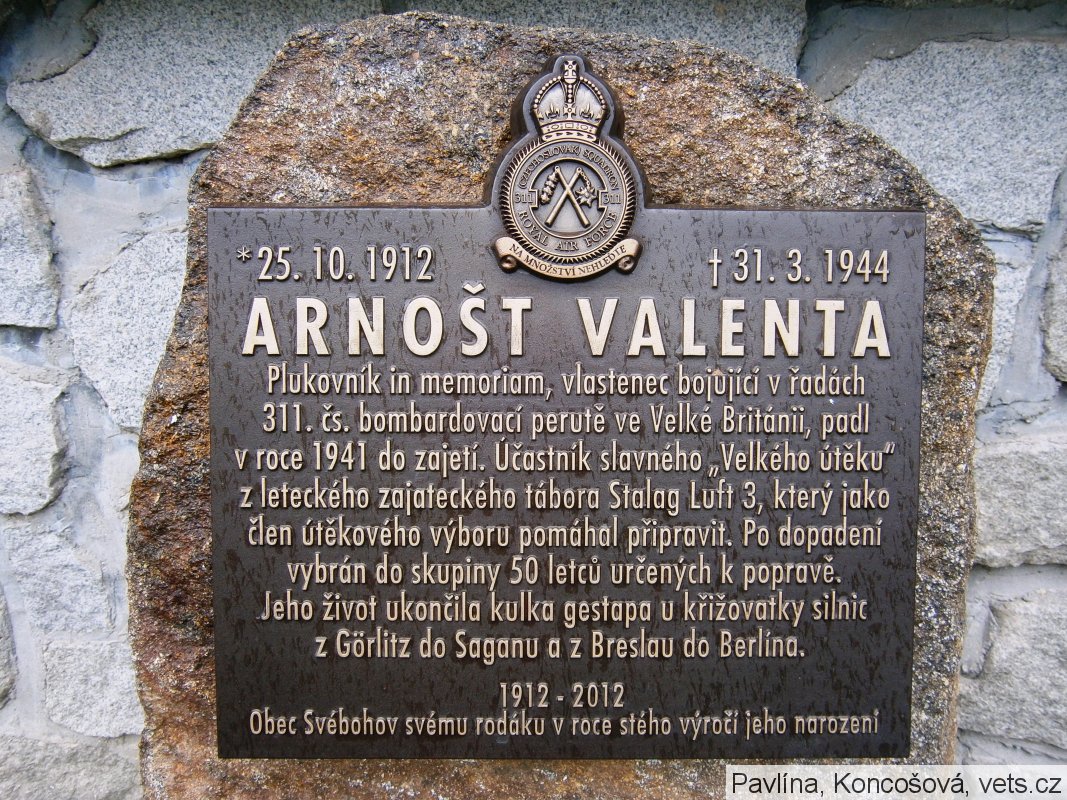 (CZECHOSLOVAK) SQUADRON
311 311
ROYAL AIR FORCE
NA MNOŽSTVÍ NEHLEĎTE
* 25. 10. 1912 † 31. 3. 1944
ARNOŠT VALENTA
Plukovník in memoriam, vlastenec bojující v řadách
311. čs. bombardovací perutě ve Velké Británii, padl
v roce 1941 do zajetí. Účastník slavného „Velkého útěku“
z leteckého zajateckého tábora Stalag Luft 3, který jako
člen útěkového výboru pomáhal připravit. Po dopadení
vybrán do skupiny 50 letců určených k popravě.
Jeho život ukončila kulka gestapa u křižovatky silnic
z Görlitz do Saganu a z Breslau do Berlína.
1912 - 2012
Obec Svébohov svému rodáku v roce stého výročí jeho narození
Pavlína, Koncošová, vets.cz